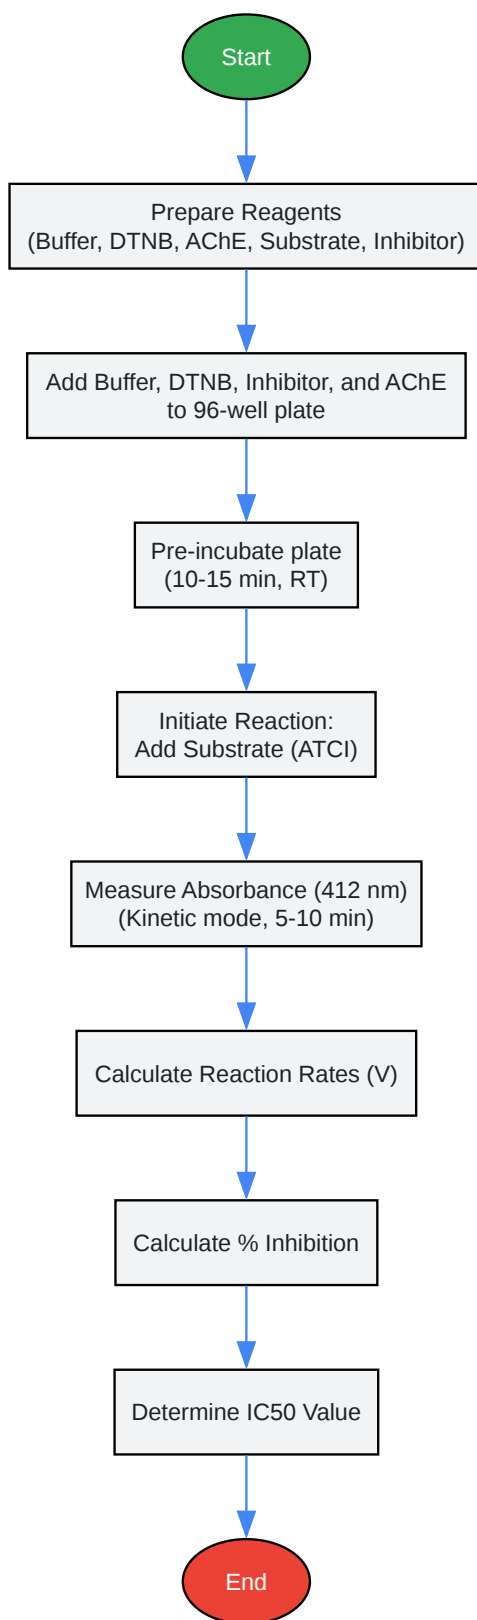 Start
Prepare Reagents
(Buffer, DTNB, AChE, Substrate, Inhibitor)
Add Buffer, DTNB, Inhibitor, and AChE
to 96-well plate
Pre-incubate plate
(10-15 min, RT)
Initiate Reaction:
Add Substrate (ATCI)
Measure Absorbance (412 nm)
(Kinetic mode, 5-10 min)
Calculate Reaction Rates (V)
Calculate % Inhibition
Determine IC50 Value
End